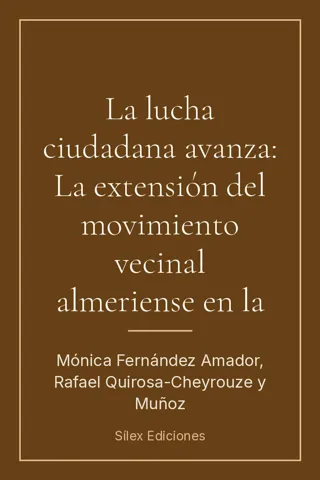 La lucha
ciudadana avanza:
La extensión del
movimiento
vecinal
almeriense en la
Mónica Fernández Amador,
Rafael Quirosa-Cheyrouze y
Muñoz
Sílex Ediciones